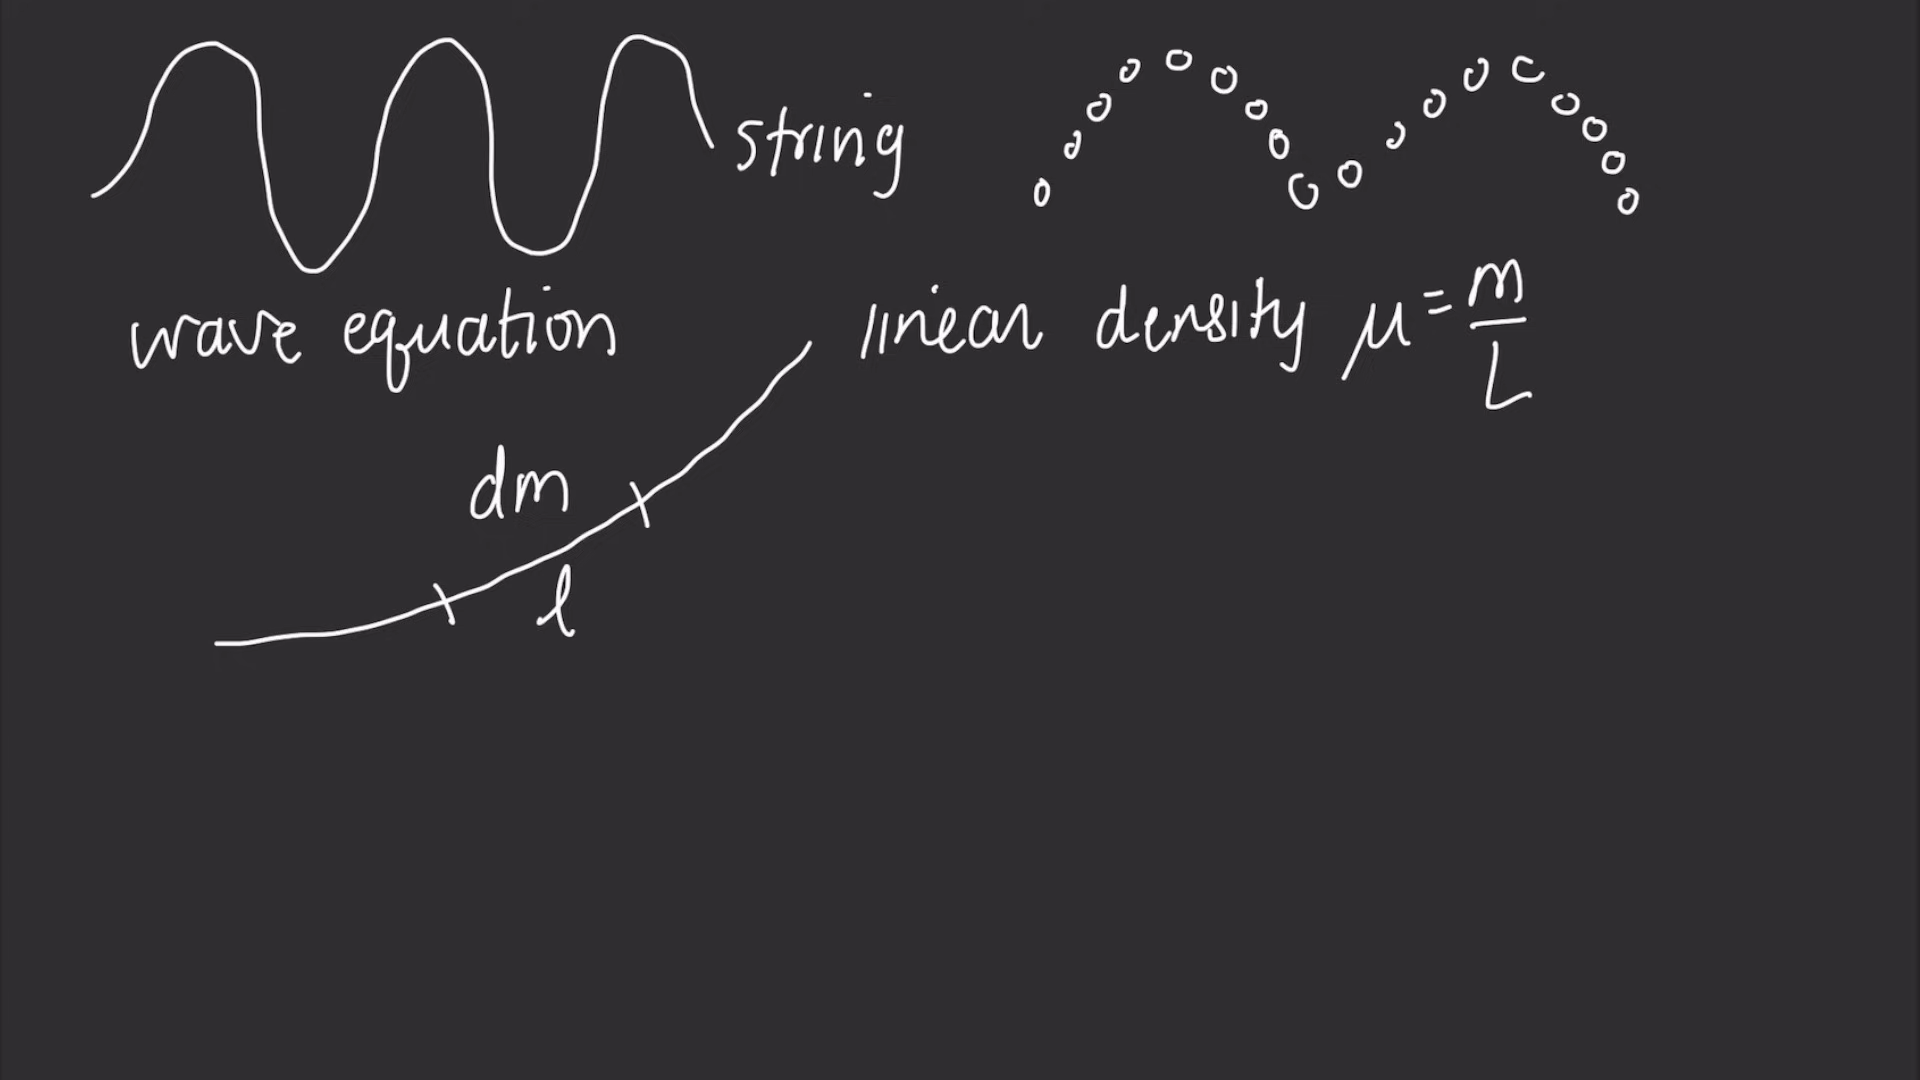 string
wave equation
linear density μ = m/L
dm
l